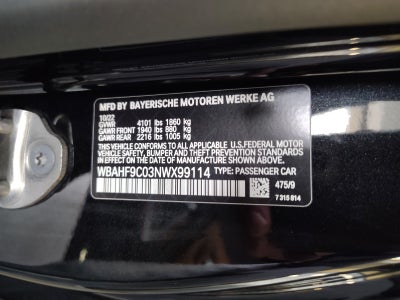 MFD BY BAYERISCHE MOTOREN WERKE AG
10/22
GVWR 4101 lbs 1860 kg
GAWR FRONT 1940 lbs 880 kg
GAWR REAR 2216 lbs 1005 kg
THIS VEHICLE CONFORMS TO ALL APPLICABLE U.S.FEDERAL MOTOR
VEHICLE SAFETY, BUMPER AND THEFT PREVENTION STANDARDS
IN EFFECT ON THE DATE OF MANUFACTURE SHOWN ABOVE.
WBAHF9C03NWX99114 TYPE: PASSENGER CAR
475/9
7 315 814